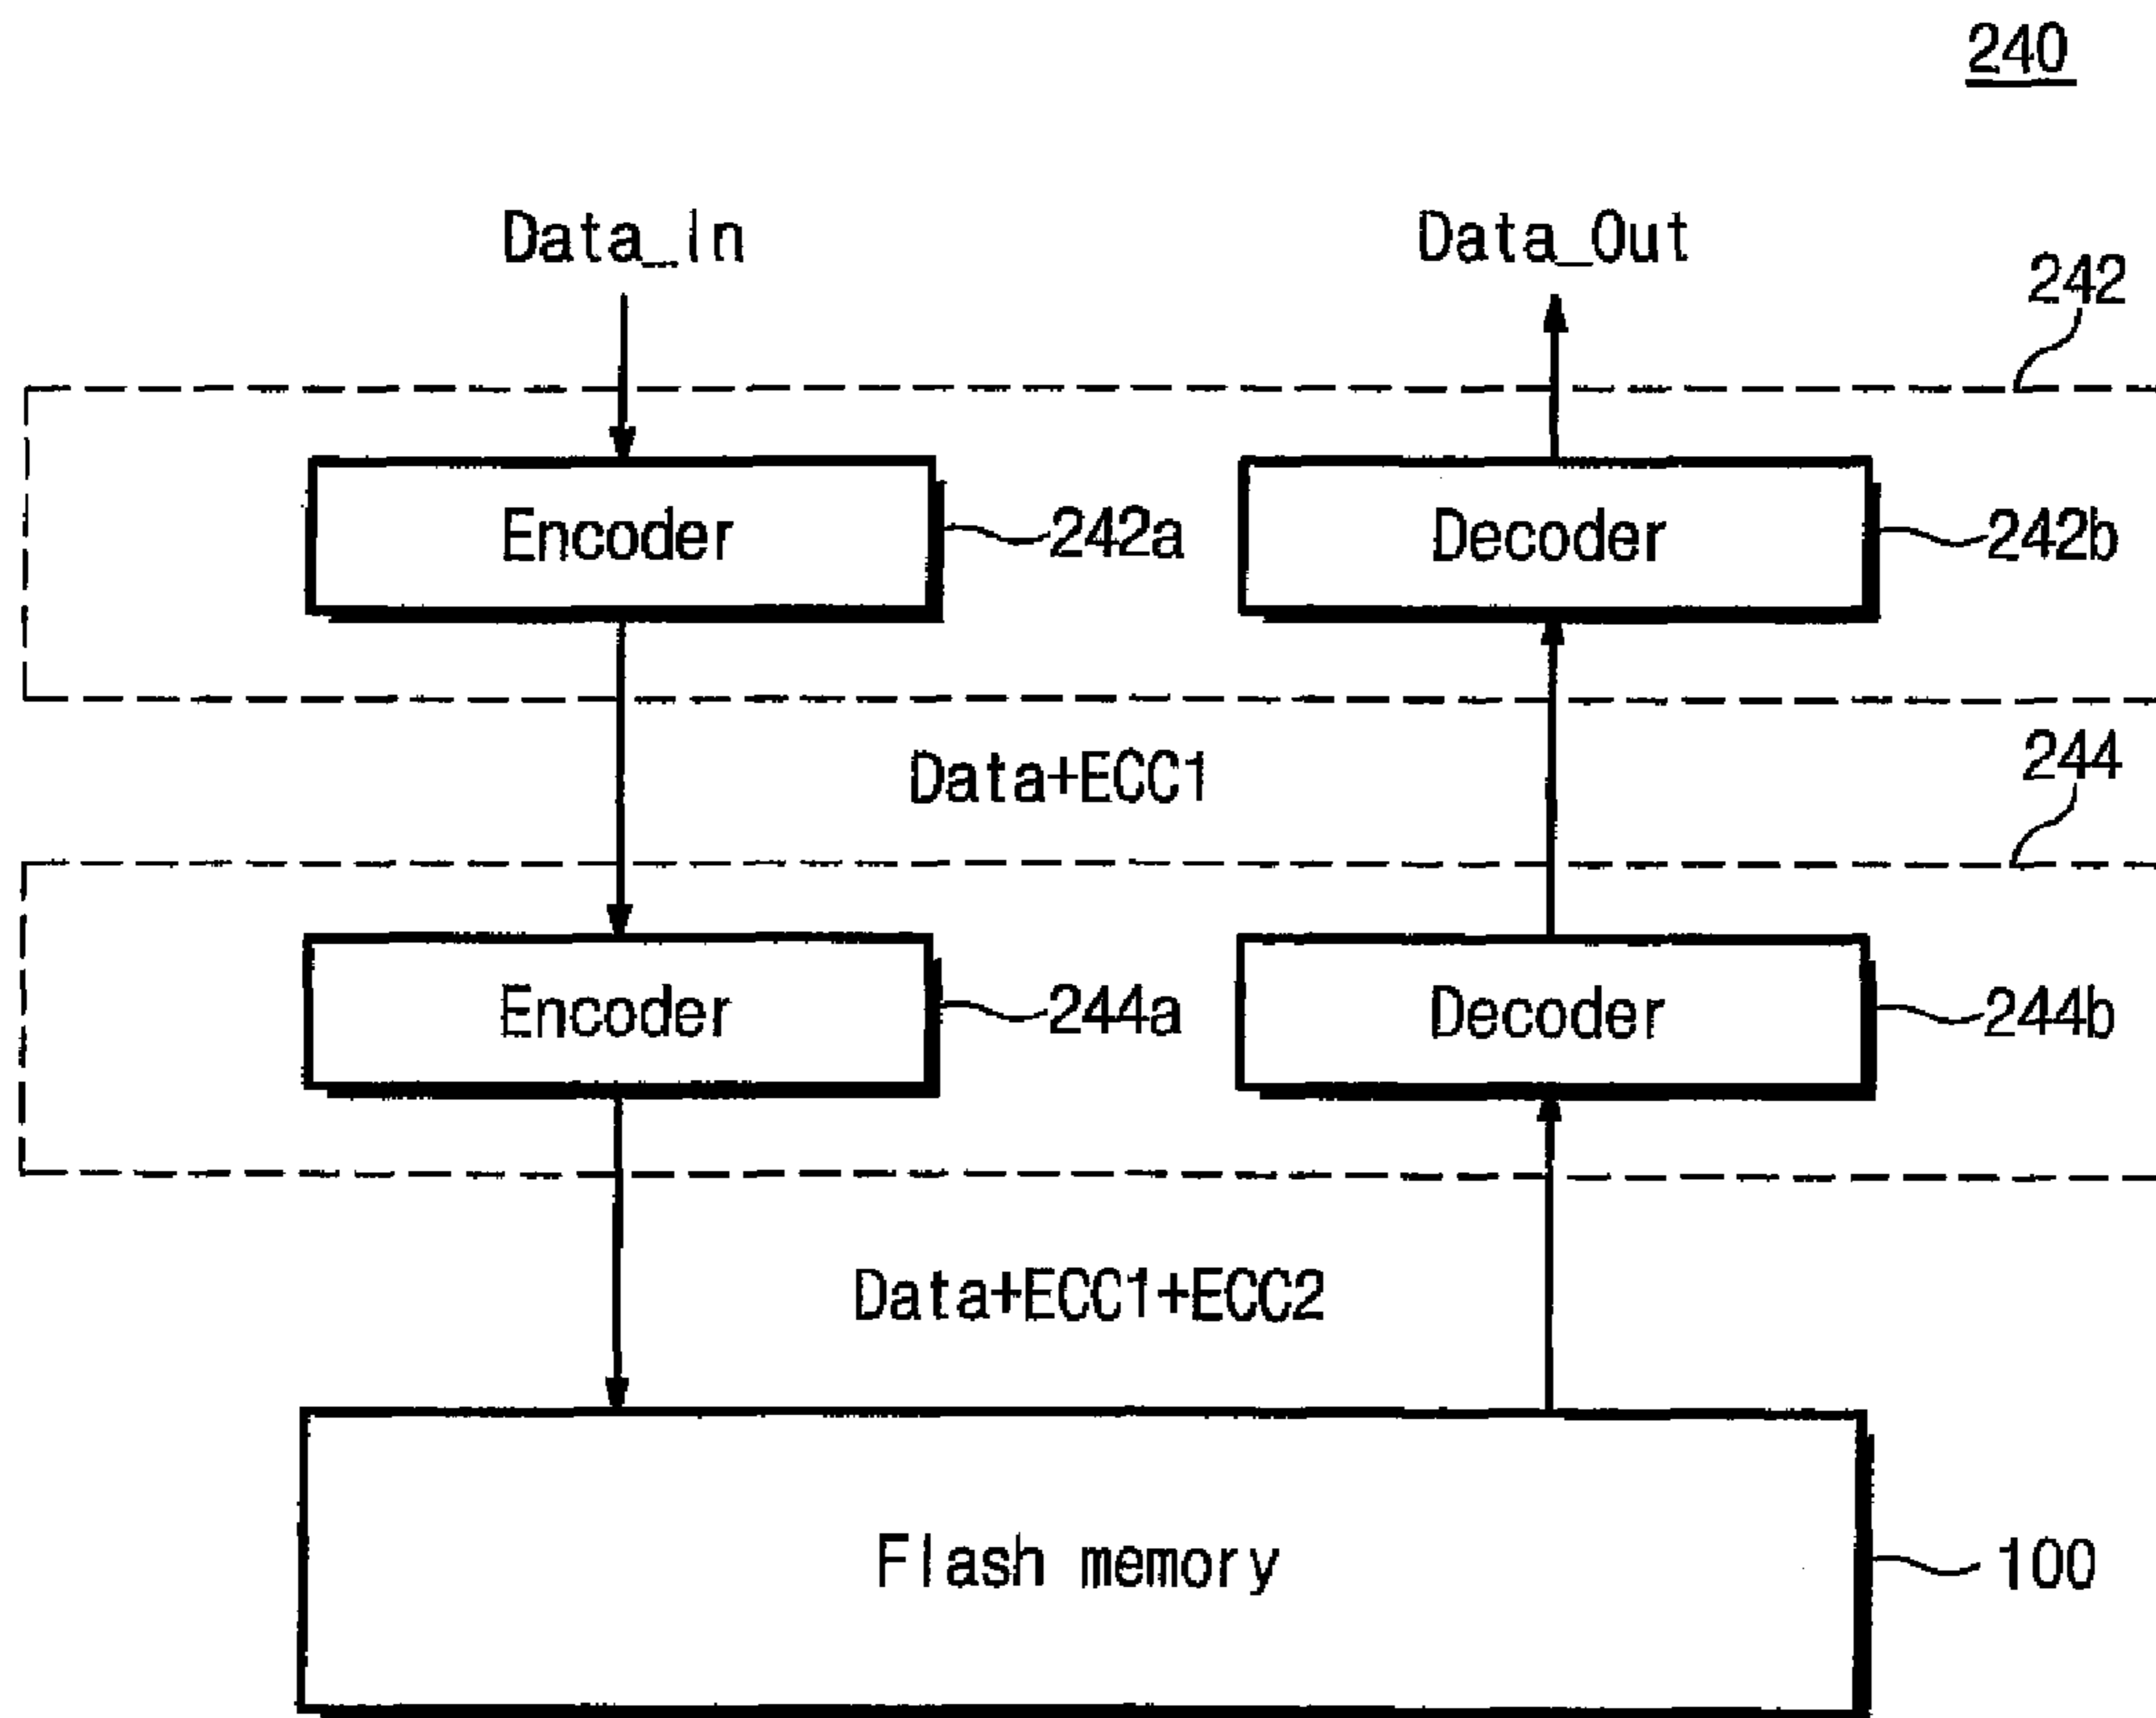 240
Data_In
Data_Out
242
Encoder
242a
Decoder
242b
Data+ECC1
244
Encoder
244a
Decoder
244b
Data+ECC1+ECC2
Flash memory
100